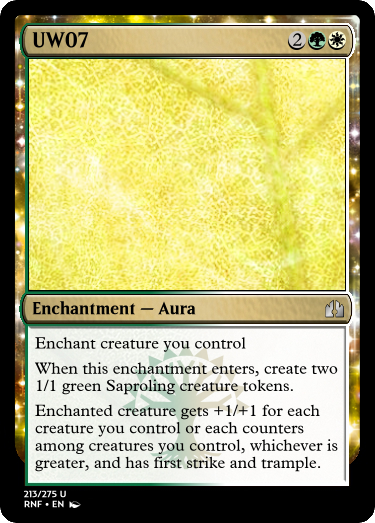 UW07 2
Enchantment — Aura
Enchant creature you control
When this enchantment enters, create two
1/1 green Saproling creature tokens.
Enchanted creature gets +1/+1 for each
creature you control or each counters
among creatures you control, whichever is
greater, and has first strike and trample.
213/275 U
RNF • EN